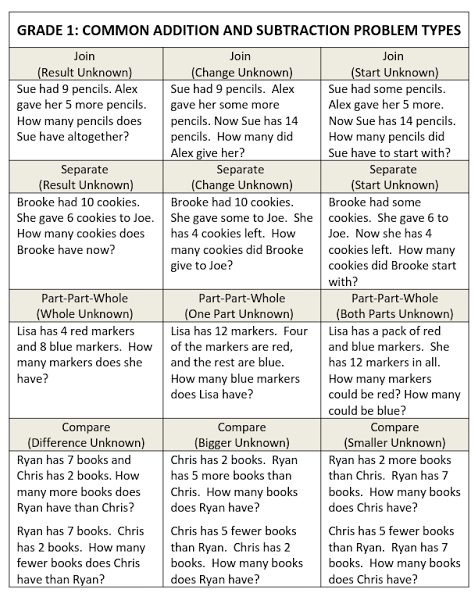 GRADE 1: COMMON ADDITION AND SUBTRACTION PROBLEM TYPES
Join
(Result Unknown)
Join
(Change Unknown)
Join
(Start Unknown)
Sue had 9 pencils. Alex
gave her 5 more pencils.
How many pencils does
Sue have altogether?
Sue had 9 pencils.  Alex
gave her some more
pencils. Now Sue has 14
pencils.  How many did
Alex give her?
Sue had some pencils.
Alex gave her 5 more.
Now Sue has 14 pencils.
How many pencils did
Sue have to start with?
Separate
(Result Unknown)
Separate
(Change Unknown)
Separate
(Start Unknown)
Brooke had 10 cookies.
She gave 6 cookies to Joe.
How many cookies does
Brooke have now?
Brooke had 10 cookies.
She gave some to Joe.  She
has 4 cookies left.  How
many cookies did Brooke
give to Joe?
Brooke had some
cookies.  She gave 6 to
Joe.  Now she has 4
cookies left.  How many
cookies did Brooke start
with?
Part-Part-Whole
(Whole Unknown)
Part-Part-Whole
(One Part Unknown)
Part-Part-Whole
(Both Parts Unknown)
Lisa has 4 red markers
and 8 blue markers.  How
many markers does she
have?
Lisa has 12 markers.  Four
of the markers are red,
and the rest are blue.
How many blue markers
does Lisa have?
Lisa has a pack of red
and blue markers.  She
has 12 markers in all.
How many markers
could be red? How many
could be blue?
Compare
(Difference Unknown)
Compare
(Bigger Unknown)
Compare
(Smaller Unknown)
Ryan has 7 books and
Chris has 2 books. How
many more books does
Ryan have than Chris?
Ryan has 7 books.  Chris
has 2 books.  How many
fewer books does Chris
have than Ryan?
Chris has 2 books.  Ryan
has 5 more books than
Chris.  How many books
does Ryan have?
Chris has 5 fewer books
than Ryan.  Chris has 2
books.  How many books
does Ryan have?
Ryan has 2 more books
than Chris.  Ryan has 7
books.  How many books
does Chris have?
Chris has 5 fewer books
than Ryan.  Ryan has 7
books.  How many books
does Chris have?